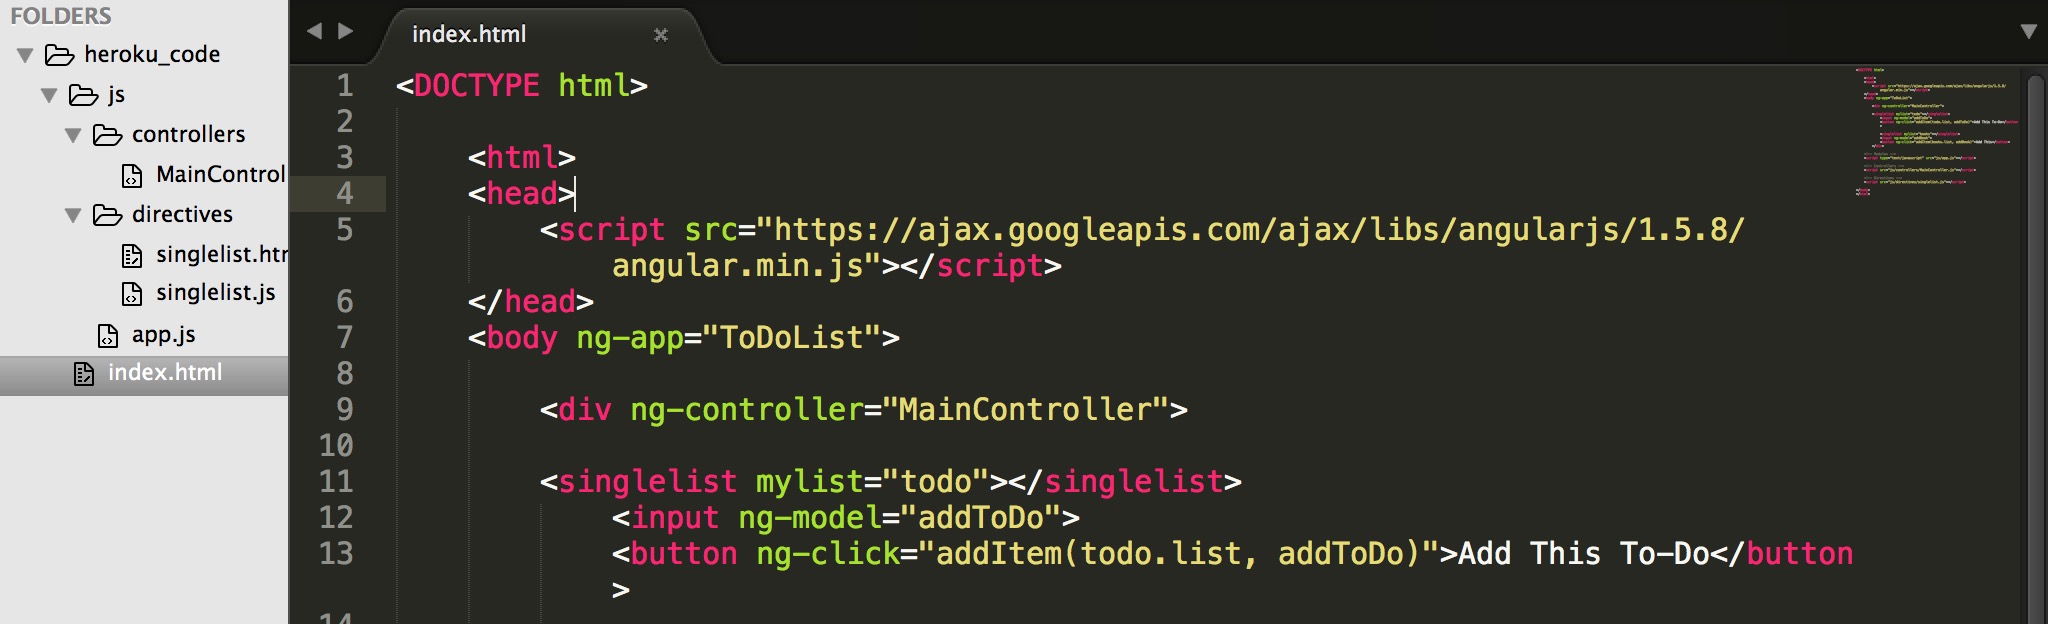 FOLDERS
heroku_code
js
controllers
MainControl
directives
singlelist.htr
singlelist.js
app.js
index.html
index.html
1 <DOCTYPE html>
2
3 <html>
4 <head>
5 <script src="https://ajax.googleapis.com/ajax/libs/angularjs/1.5.8/
angular.min.js"></script>
6 </head>
7 <body ng-app="ToDoList">
8
9 <div ng-controller="MainController">
10
11 <singlelist mylist="todo"></singlelist>
12 <input ng-model="addToDo">
13 <button ng-click="addItem(todo.list, addToDo)">Add This To-Do</button
>
14